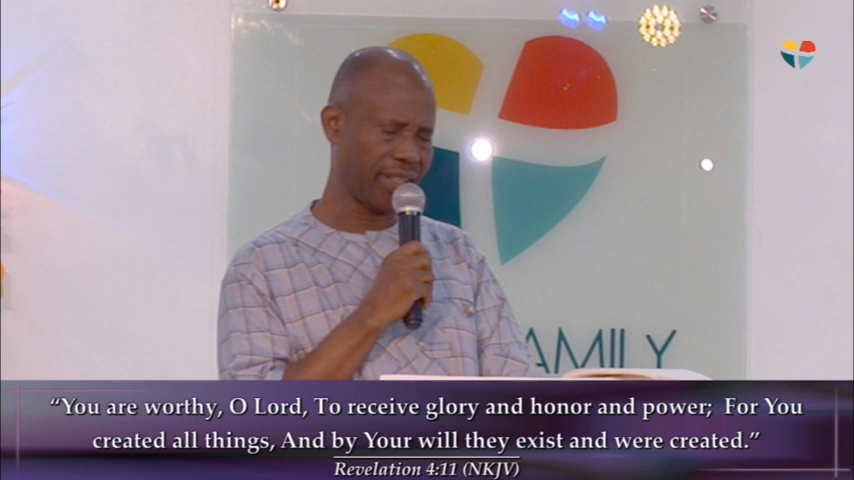 AMILY
“You are worthy, O Lord, To receive glory and honor and power;  For You
created all things, And by Your will they exist and were created.”
Revelation 4:11 (NKJV)